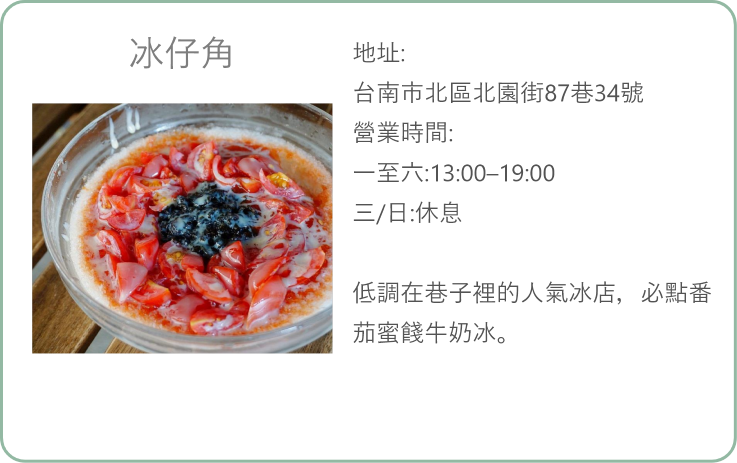 冰仔角
地址:
台南市北區北園街87巷34號
營業時間:
一至六:13:00–19:00
三/日:休息
低調在巷子裡的人氣冰店，必點番
茄蜜餞牛奶冰。